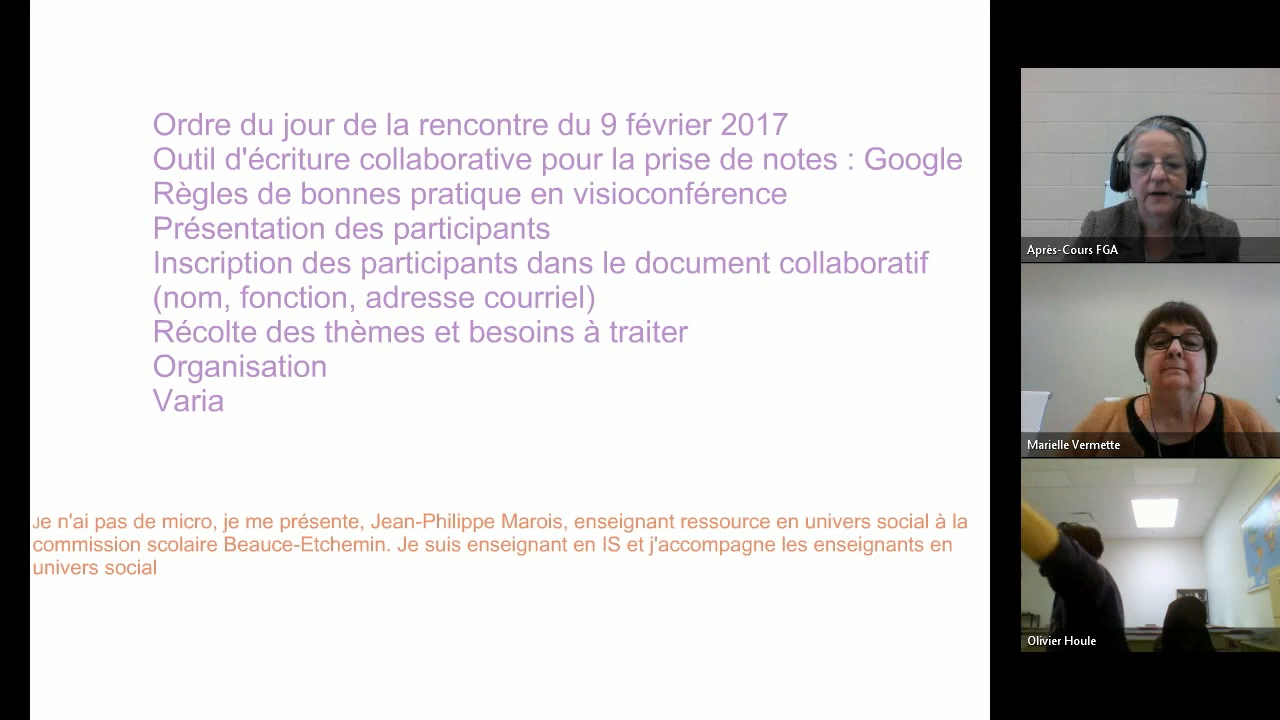 Ordre du jour de la rencontre du 9 février 2017
Outil d'écriture collaborative pour la prise de notes : Google
Règles de bonnes pratique en visioconférence
Présentation des participants
Inscription des participants dans le document collaboratif
(nom, fonction, adresse courriel)
Récolte des thèmes et besoins à traiter
Organisation
Varia
Je n'ai pas de micro, je me présente, Jean-Philippe Marois, enseignant ressource en univers social à la
commission scolaire Beauce-Etchemin. Je suis enseignant en IS et j'accompagne les enseignants en
univers social
Après-Cours FGA
Marielle Vermette
Olivier Houle